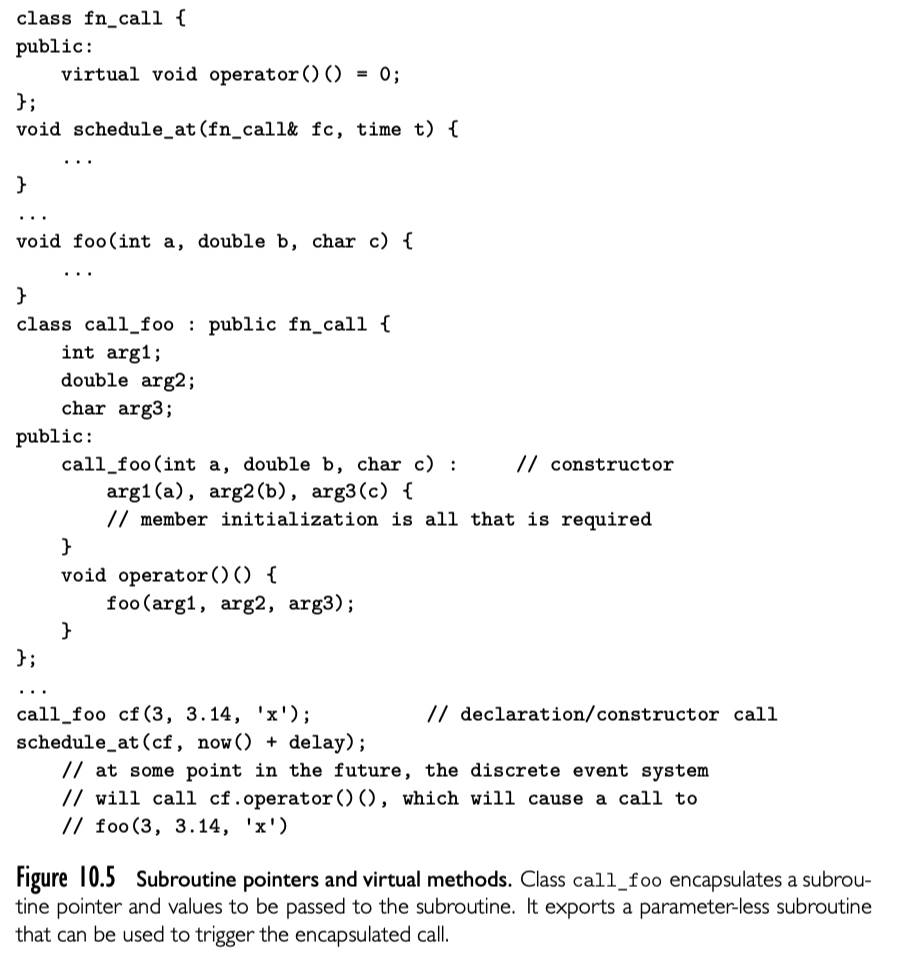 class fn_call {
public:
    virtual void operator()() = 0;
};
void schedule_at(fn_call& fc, time t) {
    ...
}
...
void foo(int a, double b, char c) {
    ...
}
class call_foo : public fn_call {
    int arg1;
    double arg2;
    char arg3;
public:
    call_foo(int a, double b, char c) :     // constructor
        arg1(a), arg2(b), arg3(c) {
        // member initialization is all that is required
    }
    void operator()() {
        foo(arg1, arg2, arg3);
    }
};
...
call_foo cf(3, 3.14, 'x');          // declaration/constructor call
schedule_at(cf, now() + delay);
    // at some point in the future, the discrete event system
    // will call cf.operator()(), which will cause a call to
    // foo(3, 3.14, 'x')
Figure 10.5 Subroutine pointers and virtual methods. Class call_foo encapsulates a subrou-
tine pointer and values to be passed to the subroutine. It exports a parameter-less subroutine
that can be used to trigger the encapsulated call.